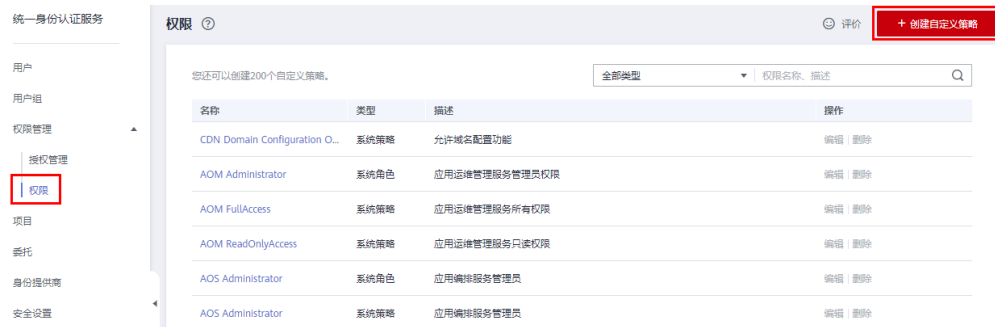 统一身份认证服务
用户
用户组
权限管理
授权管理
权限
项目
委托
身份提供商
安全设置
权限 ?
评价
+ 创建自定义策略
您还可以创建200个自定义策略。
全部类型
权限名称、描述
名称 类型 描述 操作
CDN Domain Configuration O... 系统策略 允许域名配置功能 编辑 | 删除
AOM Administrator 系统角色 应用运维管理服务管理员权限 编辑 | 删除
AOM FullAccess 系统策略 应用运维管理服务所有权限 编辑 | 删除
AOM ReadOnlyAccess 系统策略 应用运维管理服务只读权限 编辑 | 删除
AOS Administrator 系统角色 应用编排服务管理员 编辑 | 删除
AOS Administrator 系统策略 应用编排服务管理员 编辑 | 删除